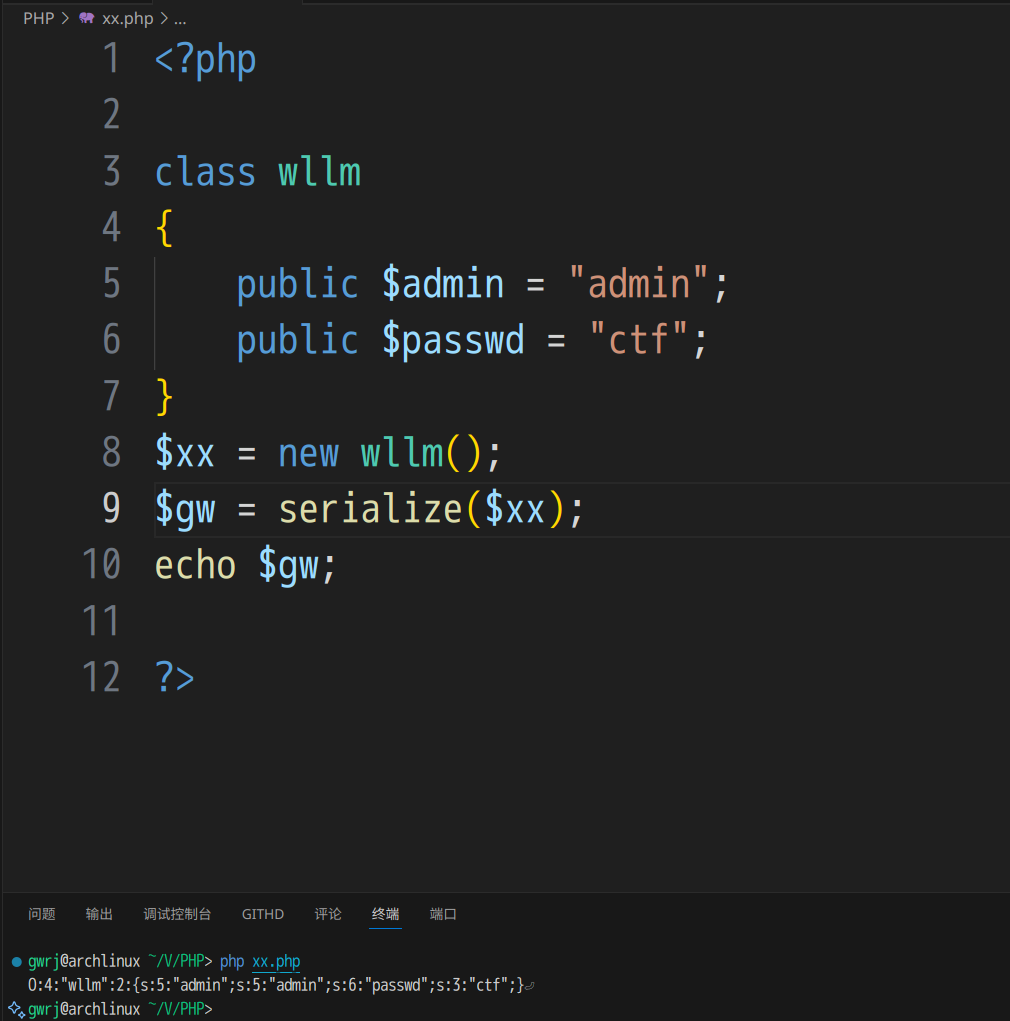 PHP > xx.php > ...
1 <?php
2
3 class wllm
4 {
5     public $admin = "admin";
6     public $passwd = "ctf";
7 }
8 $xx = new wllm();
9 $gw = serialize($xx);
10 echo $gw;
11
12 ?>
问题 输出 调试控制台 GITHD 评论 终端 端口
gwrj@archlinux ~/V/PHP> php xx.php
O:4:"wllm":2:{s:5:"admin";s:5:"admin";s:6:"passwd";s:3:"ctf";}⏎
gwrj@archlinux ~/V/PHP>